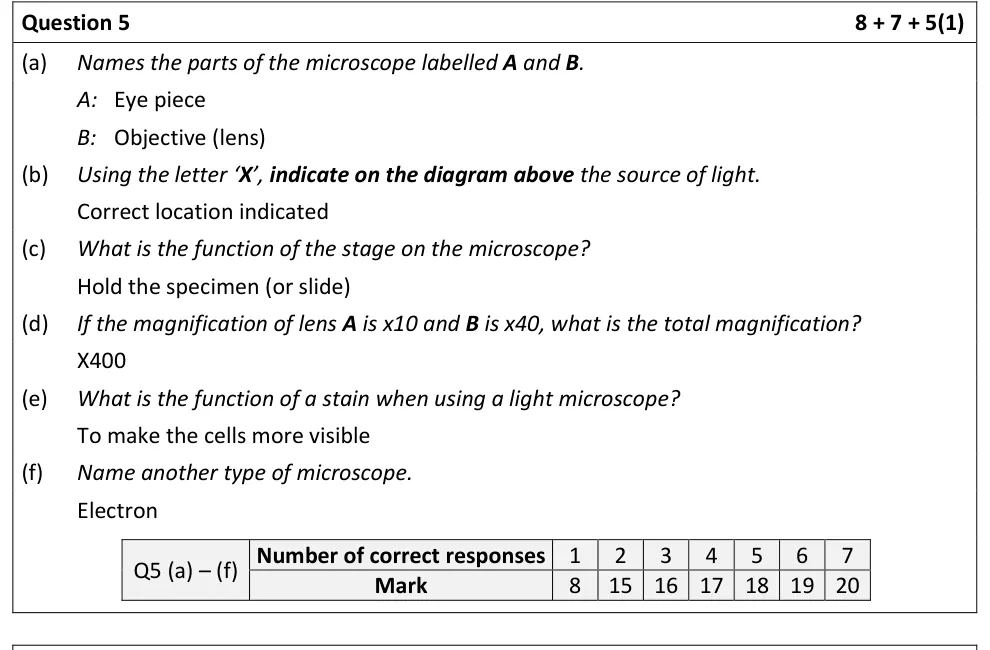 Question 5 8 + 7 + 5(1)
(a) Names the parts of the microscope labelled A and B.
A: Eye piece
B: Objective (lens)
(b) Using the letter ‘X’, indicate on the diagram above the source of light.
Correct location indicated
(c) What is the function of the stage on the microscope?
Hold the specimen (or slide)
(d) If the magnification of lens A is x10 and B is x40, what is the total magnification?
X400
(e) What is the function of a stain when using a light microscope?
To make the cells more visible
(f) Name another type of microscope.
Electron
Q5 (a) – (f)
Number of correct responses 1 2 3 4 5 6 7
Mark 8 15 16 17 18 19 20